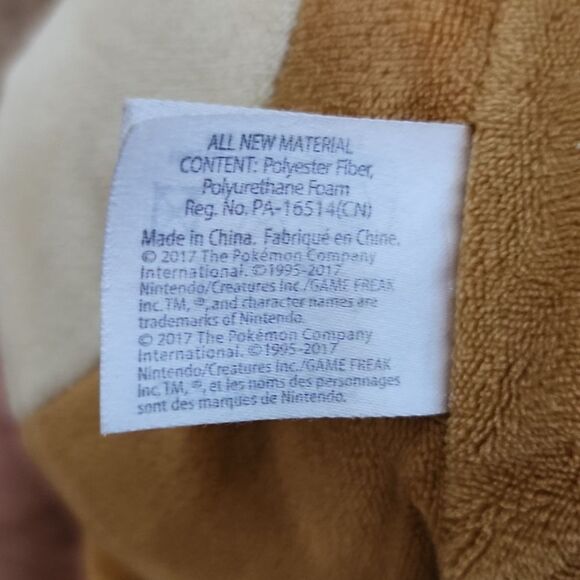 ALL NEW MATERIAL
CONTENT: Polyester Fiber,
Polyurethane Foam
Reg. No. PA-16514(CN)
Made in China. Fabriqué en Chine.
© 2017 The Pokémon Company
International. ©1995-2017
Nintendo/Creatures Inc./GAME FREAK
inc.TM, ®, and character names are
trademarks of Nintendo.
© 2017 The Pokémon Company
International. ©1995-2017
Nintendo/Creatures Inc./GAME FREAK
inc.TM, ®, et les noms des personnages
sont des marques de Nintendo.